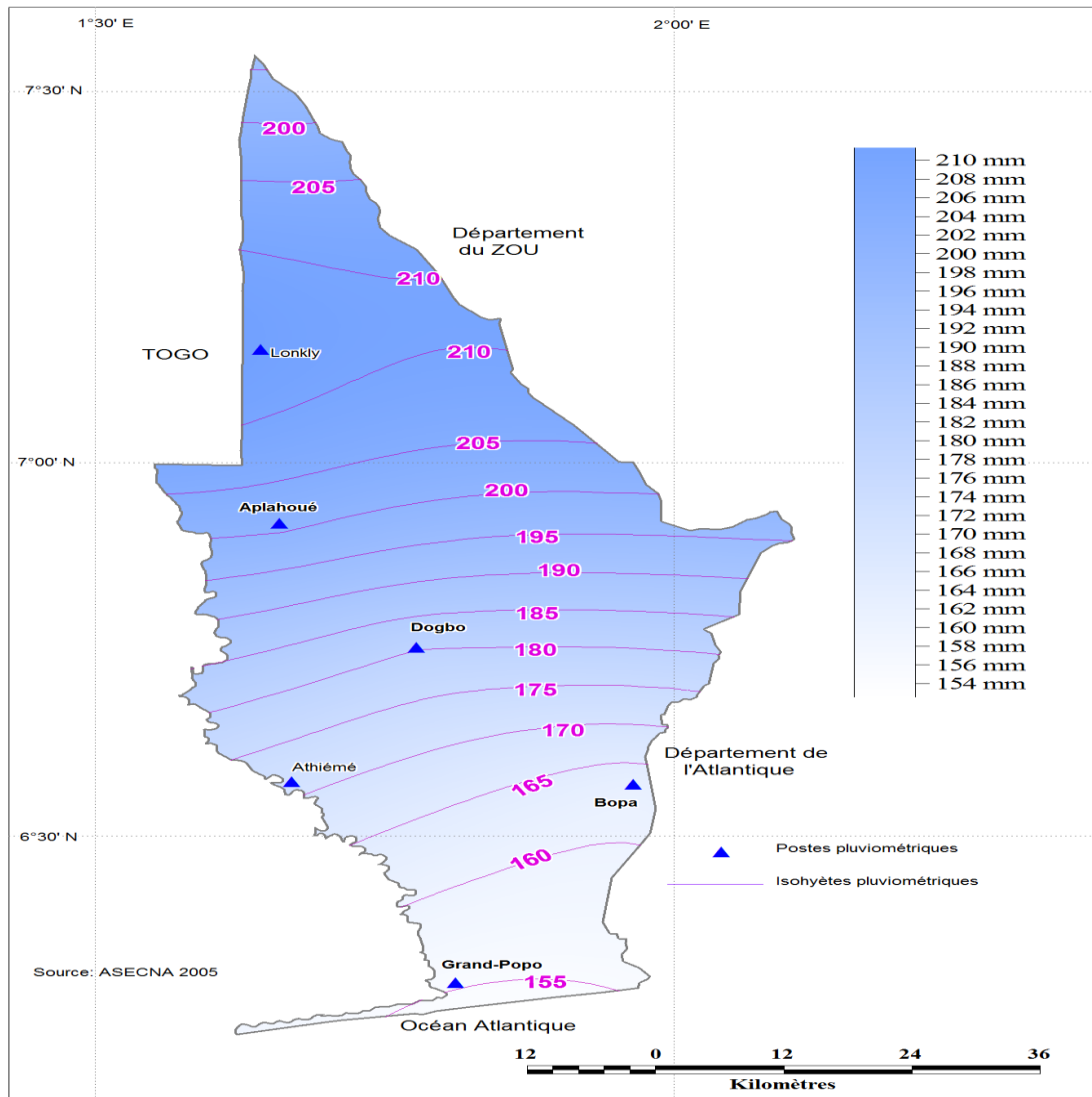 1°30' E
2°00' E
7°30' N
200
205
Département
du ZOU
210
TOGO
Lonkly
210
7°00' N
205
200
Aplahoué
195
190
185
Dogbo
180
175
170
Département de
l'Atlantique
Athiémé
165
Bopa
6°30' N
160
Grand-Popo
155
Source: ASECNA 2005
Océan Atlantique
210 mm
208 mm
206 mm
204 mm
202 mm
200 mm
198 mm
196 mm
194 mm
192 mm
190 mm
188 mm
186 mm
184 mm
182 mm
180 mm
178 mm
176 mm
174 mm
172 mm
170 mm
168 mm
166 mm
164 mm
162 mm
160 mm
158 mm
156 mm
154 mm
Postes pluviométriques
Isohyètes pluviométriques
12 0 12 24 36
Kilomètres